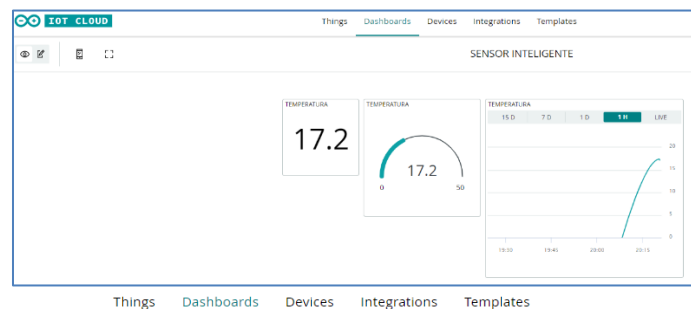 IOT CLOUD
Things Dashboards Devices Integrations Templates
SENSOR INTELIGENTE
TEMPERATURA
17.2
TEMPERATURA
17.2
0 50
TEMPERATURA
15 D 7 D 1 D 1 H LIVE
20
15
10
5
0
19:30 19:45 20:00 20:15
Things Dashboards Devices Integrations Templates